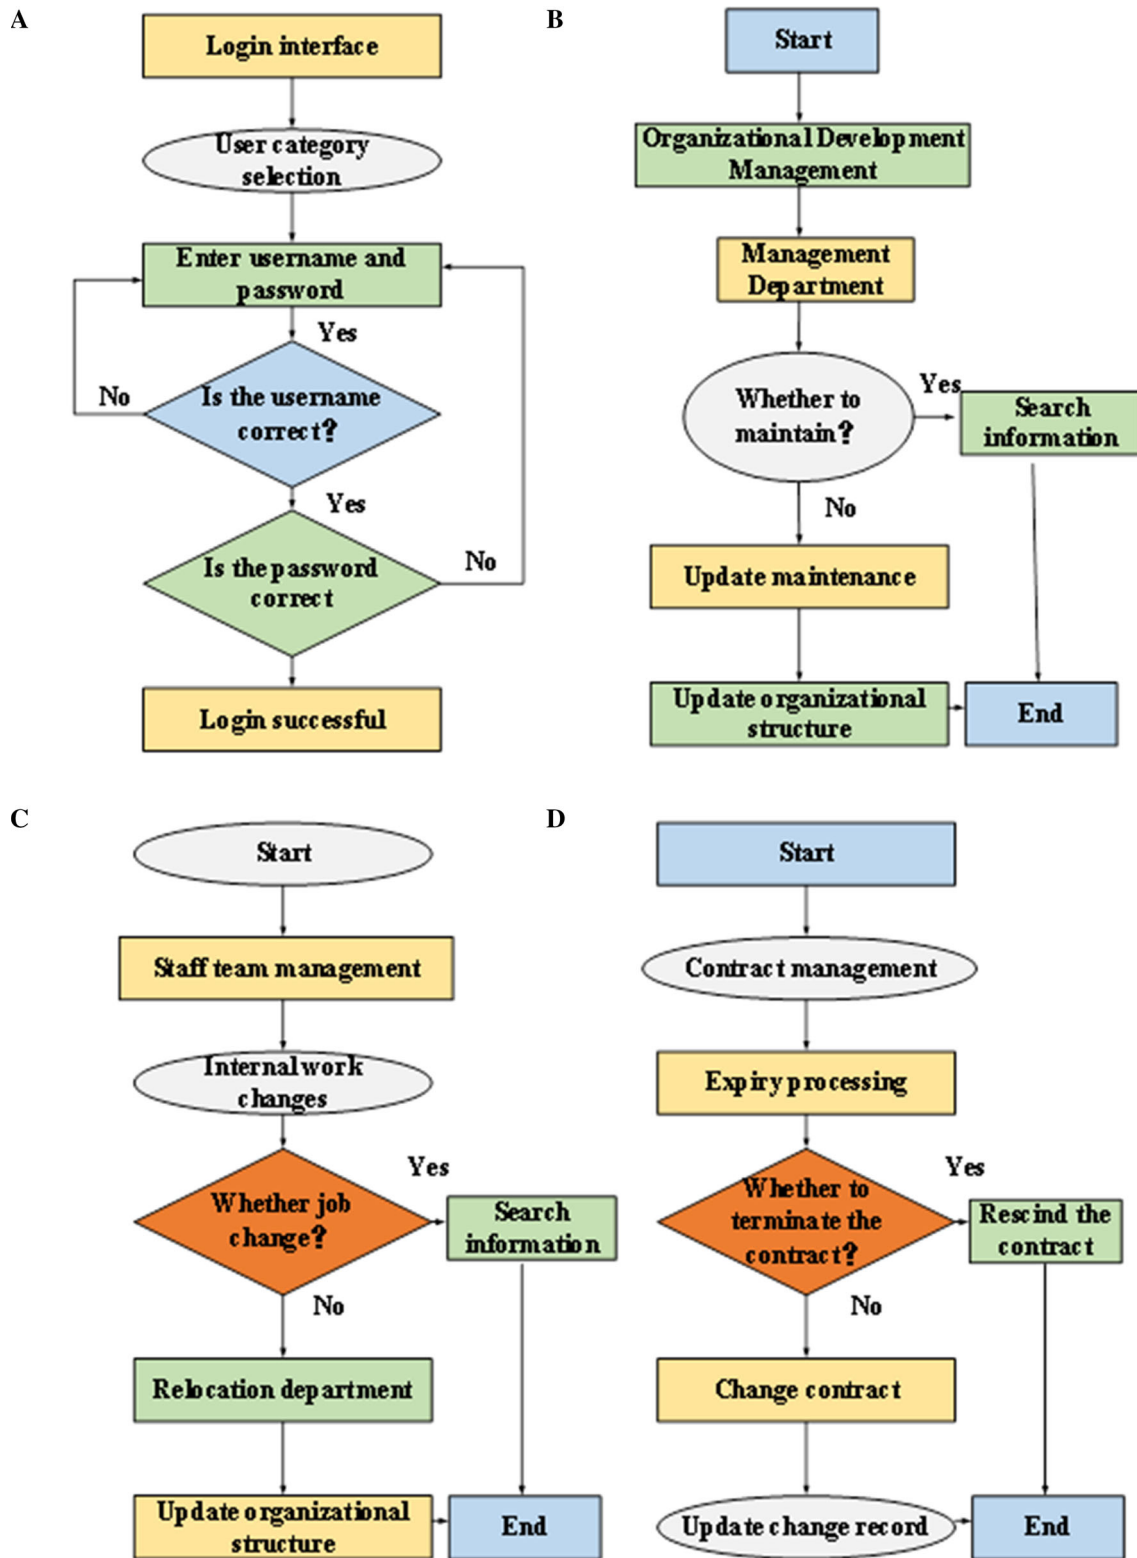 A
Login interface
User category
selection
Enter username and
password
Yes
No
Is the username
correct?
Yes
Is the password
correct
No
Login successful
B
Start
Organizational Development
Management
Management
Department
Whether to
maintain?
Yes
Search
information
No
Update maintenance
Update organizational
structure
End
C
Start
Staff team management
Internal work
changes
Whether job
change?
Yes
Search
information
No
Relocation department
Update organizational
structure
End
D
Start
Contract management
Expiry processing
Whether to
terminate the
contract?
Yes
Rescind the
contract
No
Change contract
Update change record
End